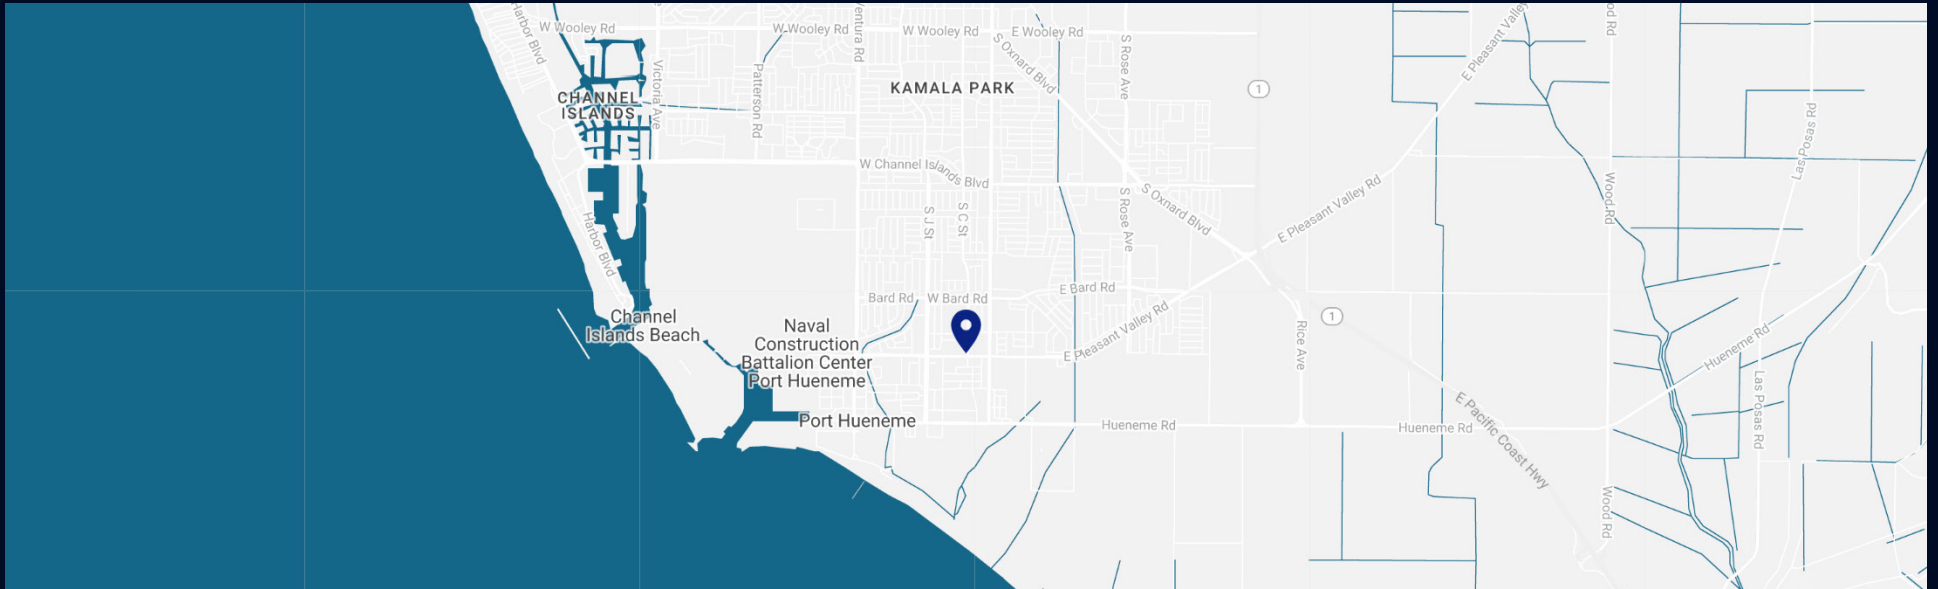 Harbor Blvd
W Wooley Rd
W Wooley Rd
Ventura Rd
W Wooley Rd
E Wooley Rd
S Oxnard Blvd
S Rose Ave
E Pleasant Valley
Victoria Ave
Patterson Rd
KAMALA PARK
1
CHANNEL
ISLANDS
Las Posas Rd
W Channel Islands Blvd
S Oxnard Blvd
E Pleasant Valley Rd
Wood Rd
S J St
S C St
S Rose Ave
Harbor Blvd
Bard Rd
W Bard Rd
E Bard Rd
Channel
Islands Beach
Naval
Construction
Battalion Center
Port Hueneme
E Pleasant Valley Rd
1
Rice Ave
Hueneme Rd
Las Posas Rd
Port Hueneme
Hueneme Rd
Hueneme Rd
E Pacific Coast Hwy
Wood Rd